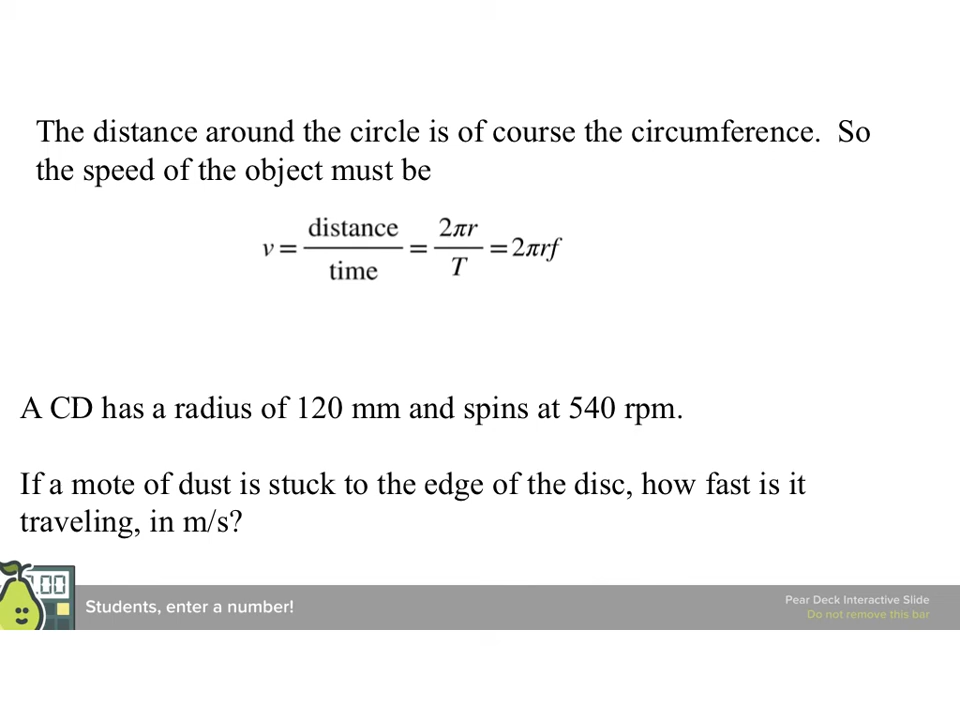 The distance around the circle is of course the circumference.  So
the speed of the object must be
v = distance/time = 2πr/T = 2πrf
A CD has a radius of 120 mm and spins at 540 rpm.
If a mote of dust is stuck to the edge of the disc, how fast is it
traveling, in m/s?
.00
Students, enter a number!
Pear Deck Interactive Slide
Do not remove this bar